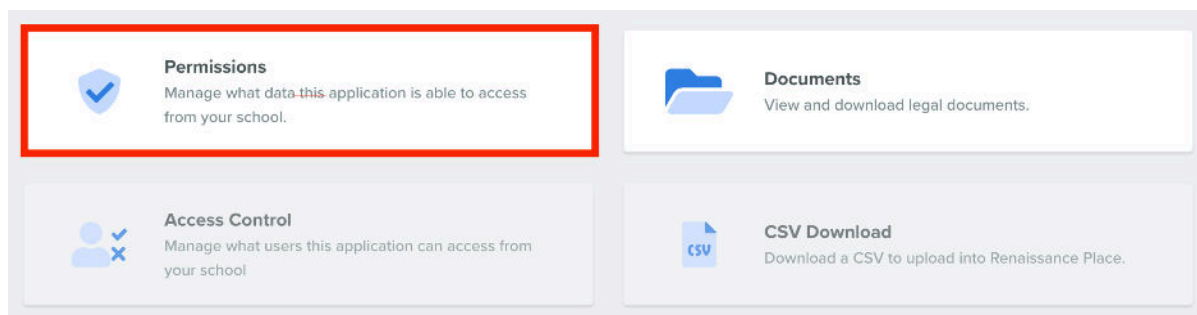 Permissions
Manage what data this application is able to access
from your school.
Documents
View and download legal documents.
Access Control
Manage what users this application can access from
your school
CSV
CSV Download
Download a CSV to upload into Renaissance Place.